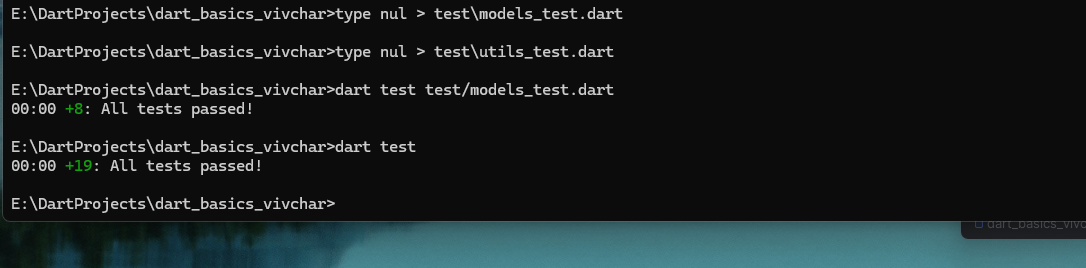 E:\DartProjects\dart_basics_vivchar>type nul > test\models_test.dart
E:\DartProjects\dart_basics_vivchar>type nul > test\utils_test.dart
E:\DartProjects\dart_basics_vivchar>dart test test/models_test.dart
00:00 +8: All tests passed!
E:\DartProjects\dart_basics_vivchar>dart test
00:00 +19: All tests passed!
E:\DartProjects\dart_basics_vivchar>
dart_basics_vivc